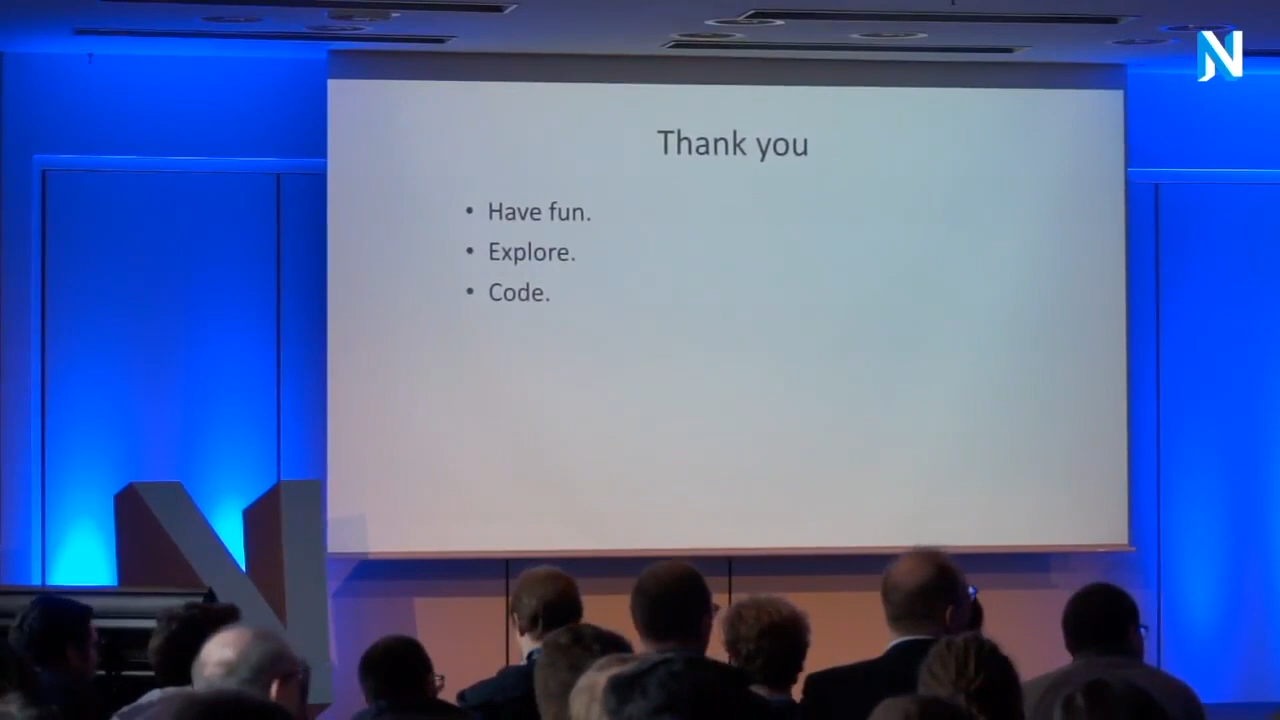 N
Thank you
• Have fun.
• Explore.
• Code.
N